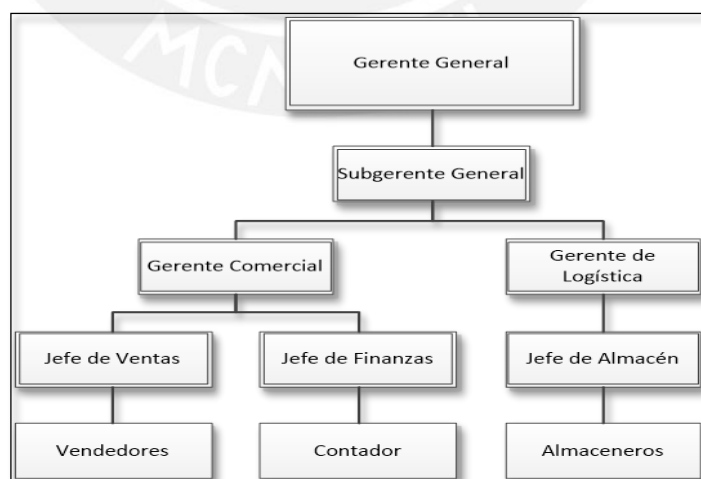 Gerente General
Subgerente General
Gerente Comercial
Gerente de
Logística
Jefe de Ventas
Jefe de Finanzas
Jefe de Almacén
Vendedores
Contador
Almaceneros